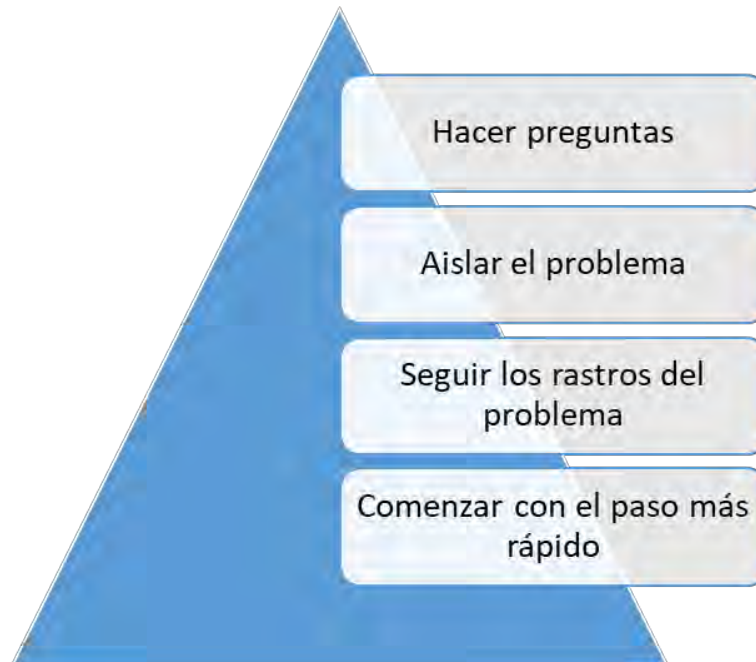 Hacer preguntas
Aislar el problema
Seguir los rastros del
problema
Comenzar con el paso más
rápido